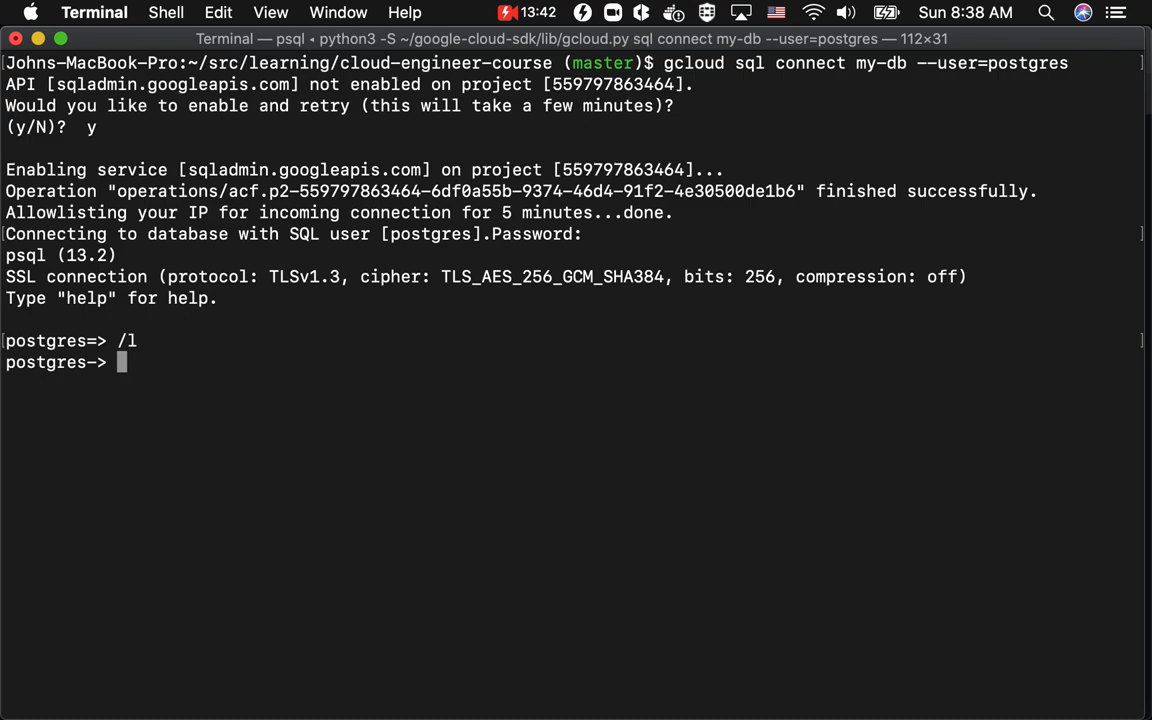 Terminal Shell Edit View Window Help 13:42 Sun 8:38 AM
Terminal — psql ◂ python3 -S ~/google-cloud-sdk/lib/gcloud.py sql connect my-db --user=postgres — 112×31
Johns-MacBook-Pro:~/src/learning/cloud-engineer-course (master)$ gcloud sql connect my-db --user=postgres
API [sqladmin.googleapis.com] not enabled on project [559797863464].
Would you like to enable and retry (this will take a few minutes)?
(y/N)?  y
Enabling service [sqladmin.googleapis.com] on project [559797863464]...
Operation "operations/acf.p2-559797863464-6df0a55b-9374-46d4-91f2-4e30500de1b6" finished successfully.
Allowlisting your IP for incoming connection for 5 minutes...done.
[Connecting to database with SQL user [postgres].Password: ]
psql (13.2)
SSL connection (protocol: TLSv1.3, cipher: TLS_AES_256_GCM_SHA384, bits: 256, compression: off)
Type "help" for help.
[postgres=> /l ]
postgres->